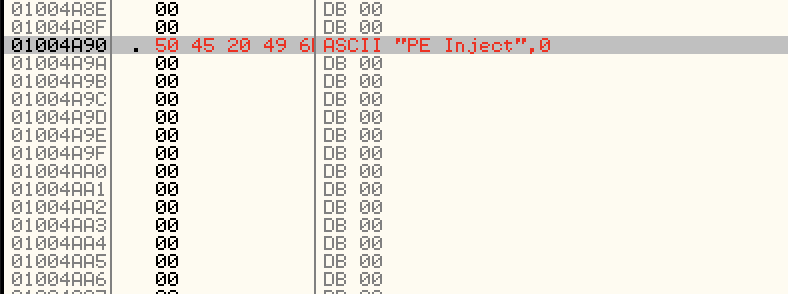 01004A8E 00 DB 00
01004A8F 00 DB 00
01004A90 . 50 45 20 49 ASCII "PE Inject",0
01004A9A 00 DB 00
01004A9B 00 DB 00
01004A9C 00 DB 00
01004A9D 00 DB 00
01004A9E 00 DB 00
01004A9F 00 DB 00
01004AA0 00 DB 00
01004AA1 00 DB 00
01004AA2 00 DB 00
01004AA3 00 DB 00
01004AA4 00 DB 00
01004AA5 00 DB 00
01004AA6 00 DB 00